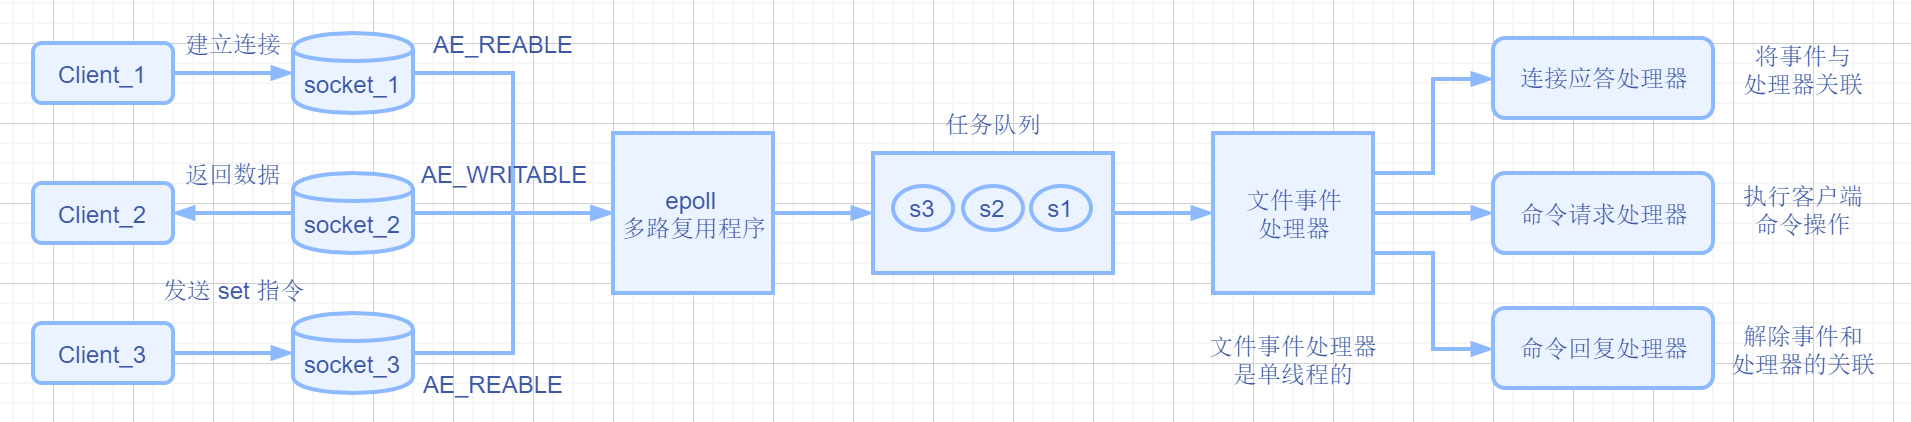 建立连接
AE_REABLE
Client_1
socket_1
返回数据
AE_WRITABLE
Client_2
socket_2
发送 set 指令
Client_3
socket_3
AE_REABLE
epoll
多路复用程序
任务队列
s3
s2
s1
文件事件
处理器
文件事件处理器
是单线程的
连接应答处理器
将事件与
处理器关联
命令请求处理器
执行客户端
命令操作
命令回复处理器
解除事件和
处理器的关联